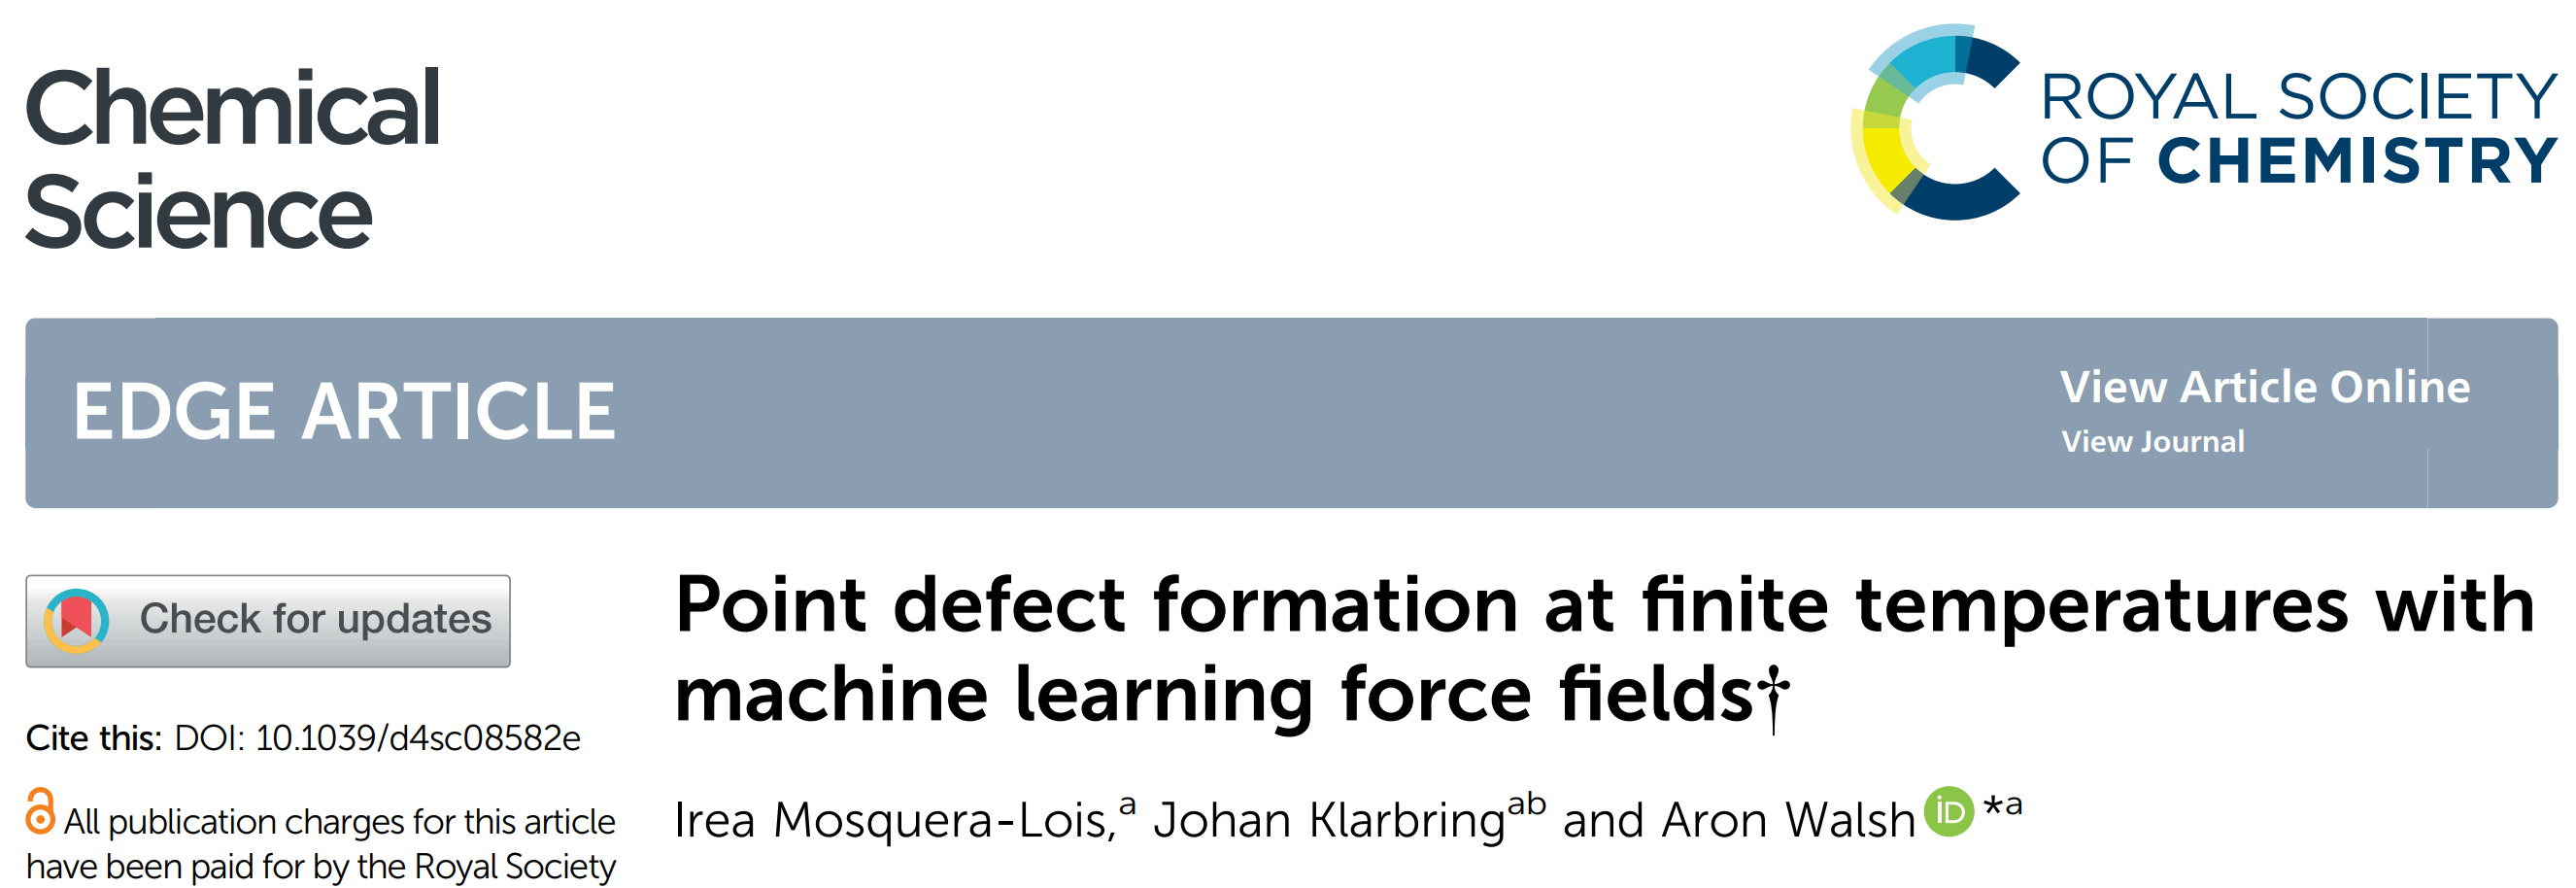 Chemical
Science
ROYAL SOCIETY
OF CHEMISTRY
EDGE ARTICLE
View Article Online
View Journal
Check for updates
Point defect formation at finite temperatures with
machine learning force fields†
Cite this: DOI: 10.1039/d4sc08582e
Irea Mosquera-Lois,a Johan Klarbringab and Aron Walsh iD *a
All publication charges for this article
have been paid for by the Royal Society